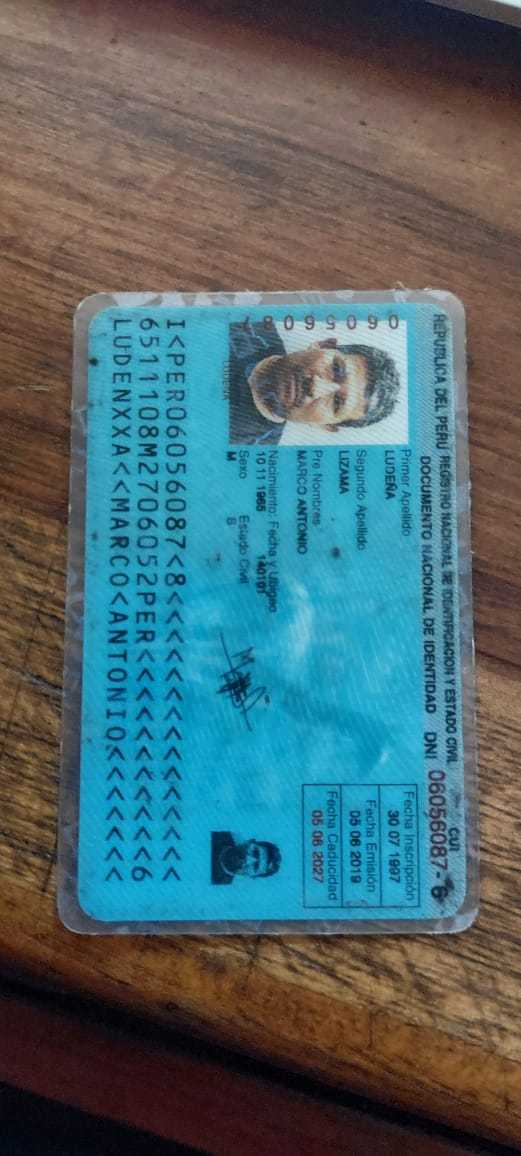 REPUBLICA DEL PERU REGISTRO NACIONAL DE IDENTIFICACION Y ESTADO CIVIL
DOCUMENTO NACIONAL DE IDENTIDAD DNI 06056087-6
CUI
Primer Apellido
LUDEÑA
Segundo Apellido
LIZAMA
Pre Nombres
MARCO ANTONIO
Nacimiento: Fecha y Ubigeo
10 11 1965 140101
Sexo Estado Civil
M S
Fecha Inscripción
30 07 1997
Fecha Emisión
05 06 2019
Fecha Caducidad
05 06 2027
LUDEÑA
I<PER06056087<8<<<<<<<<<<<<<<<
6511108M2706052PER<<<<<<<<<<<6
LUDENXXA<<MARCO<ANTONIO<<<<<<<